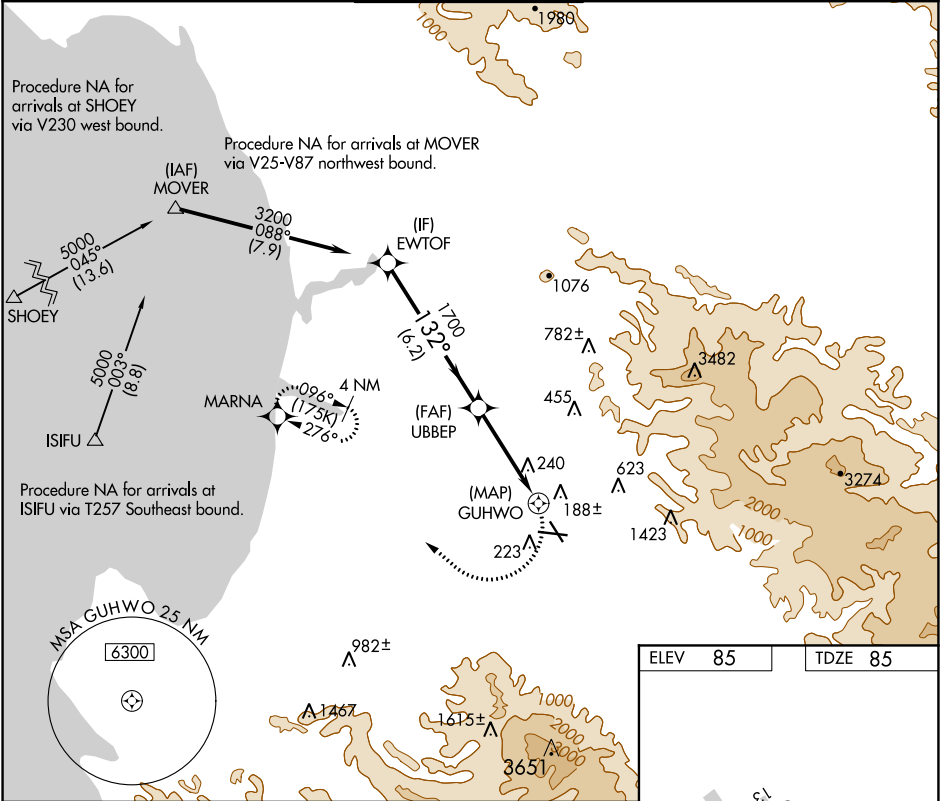 1980
1000
Procedure NA for
arrivals at SHOEY
via V230 west bound.
Procedure NA for arrivals at MOVER
via V25-V87 northwest bound.
(IAF)
MOVER
3200
088°
(7.9)
(IF)
EWTOF
5000
045°
(13.6)
SHOEY
1076
1700
132°
(6.2)
782±
3482
5000
003°
(8.8)
ISIFU
MARNA
096°
4 NM
(175K)
276°
455
(FAF)
UBBEP
240
623
3274
Procedure NA for arrivals at
ISIFU via T257 Southeast bound.
(MAP)
GUHWO
188±
2000
1000
1423
223
MSA GUHWO 25 NM
6300
982±
ELEV 85
TDZE 85
1467
1615±
1000
2000
3000
3651
13